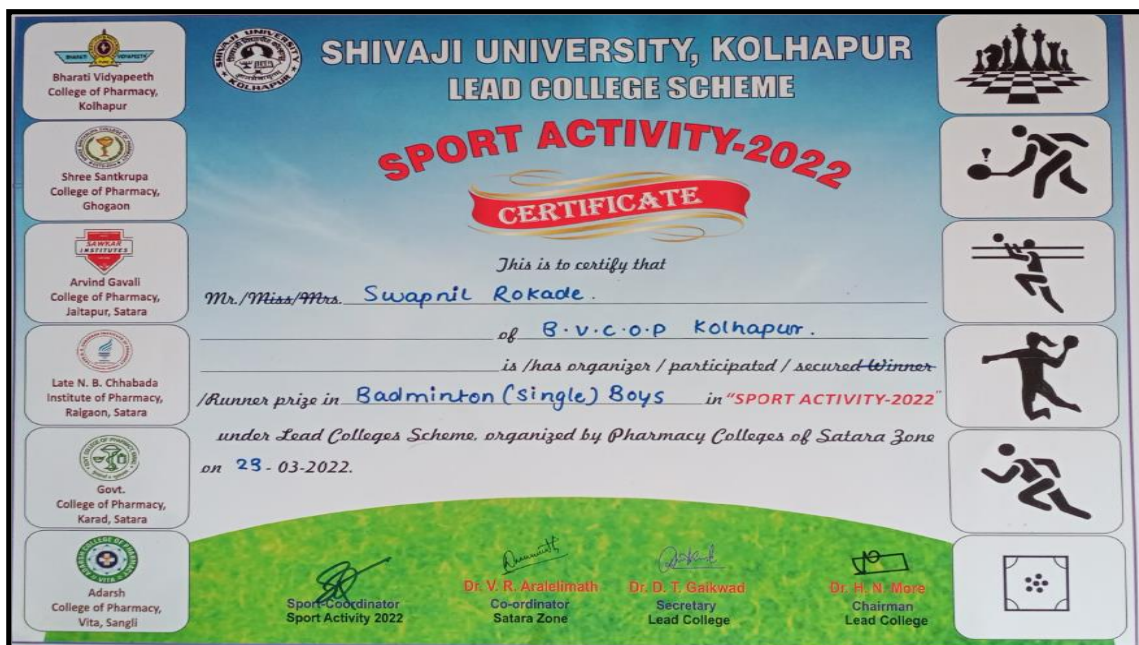 SHIVAJI UNIVERSITY, KOLHAPUR
LEAD COLLEGE SCHEME
SPORT ACTIVITY-2022
CERTIFICATE
This is to certify that
Mr./Miss/Mrs. Swapnil Rokade.
of B.v.c.o.p Kolhapur.
is /has organizer / participated / secured Winner
/Runner prize in Badminton (single) Boys in "SPORT ACTIVITY-2022"
under Lead Colleges Scheme, organized by Pharmacy Colleges of Satara Zone
on 29-03-2022.
Bharati Vidyapeeth
College of Pharmacy,
Kolhapur
Shree Santkrupa
College of Pharmacy,
Ghogaon
SAWKAR
INSTITUTES
Arvind Gavali
College of Pharmacy,
Jaitapur, Satara
Late N. B. Chhabada
Institute of Pharmacy,
Raigaon, Satara
Govt.
College of Pharmacy,
Karad, Satara
Adarsh
College of Pharmacy,
Vita, Sangli
Sport-Coordinator
Sport Activity 2022
Dr. V. R. Aralelimath
Co-ordinator
Satara Zone
Dr. D. T. Gaikwad
Secretary
Lead College
Dr. H. N. More
Chairman
Lead College